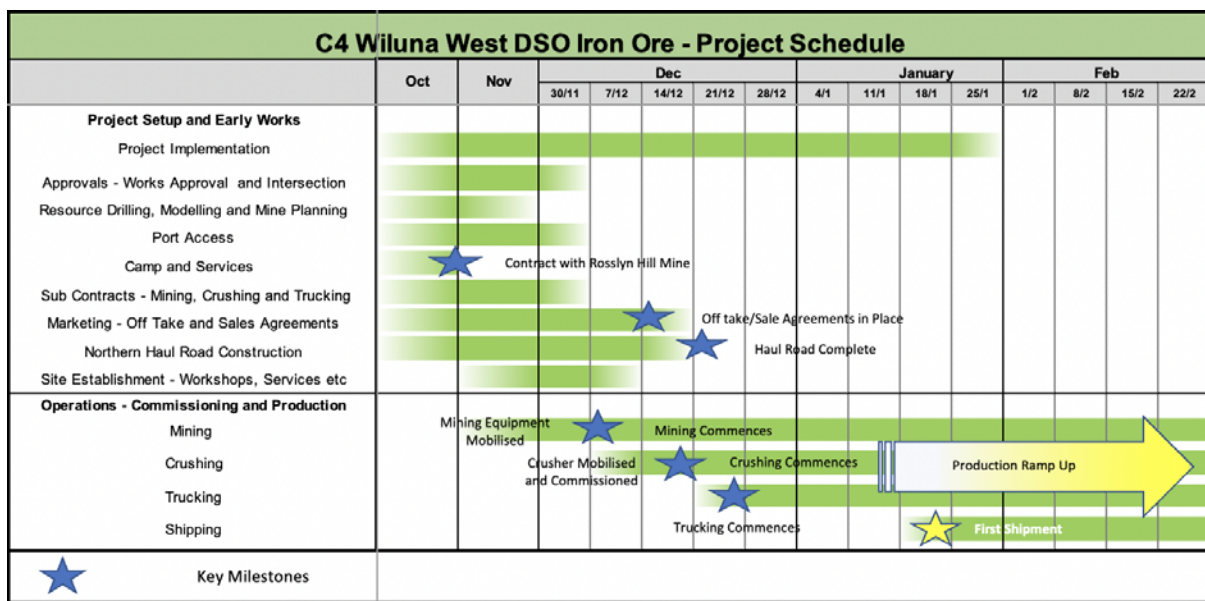 C4 Wiluna West DSO Iron Ore - Project Schedule
Oct Nov Dec January Feb
30/11 7/12 14/12 21/12 28/12 4/1 11/1 18/1 25/1 1/2 8/2 15/2 22/2
Project Setup and Early Works
Project Implementation
Approvals - Works Approval and Intersection
Resource Drilling, Modelling and Mine Planning
Port Access
Camp and Services Contract with Rosslyn Hill Mine
Sub Contracts - Mining, Crushing and Trucking
Marketing - Off Take and Sales Agreements Off take/Sale Agreements in Place
Northern Haul Road Construction Haul Road Complete
Site Establishment - Workshops, Services etc
Operations - Commissioning and Production
Mining Mining Equipment Mobilised Mining Commences
Crushing Crusher Mobilised and Commissioned Crushing Commences Production Ramp Up
Trucking Trucking Commences
Shipping First Shipment
Key Milestones